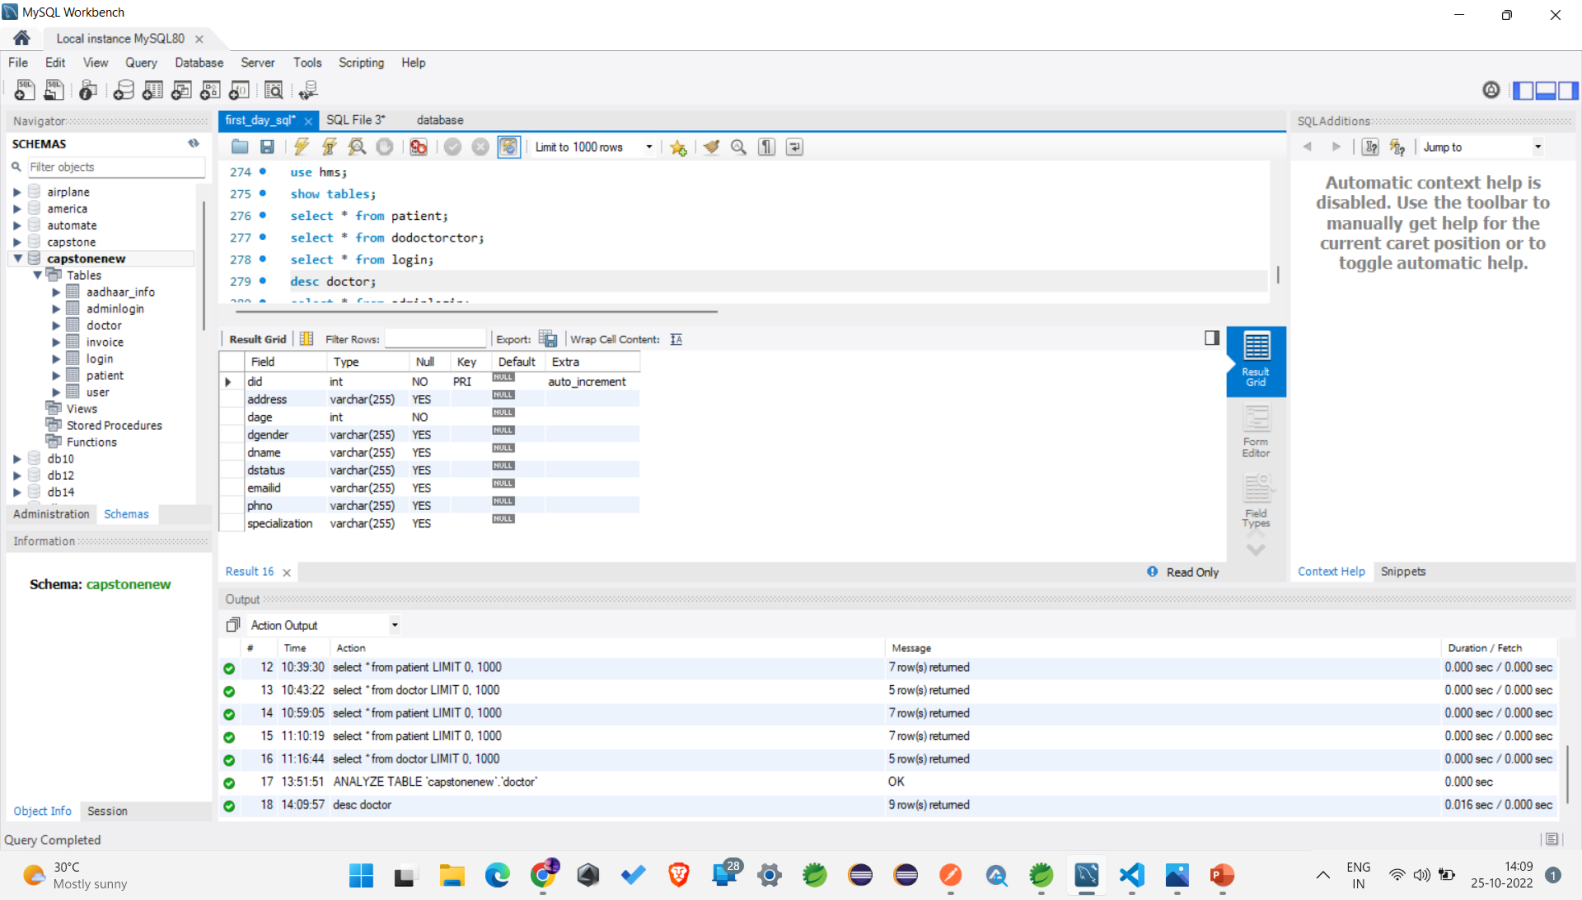 MySQL Workbench
Local instance MySQL80
File Edit View Query Database Server Tools Scripting Help
Navigator
SCHEMAS
Filter objects
airplane
america
automate
capstone
capstonenew
Tables
aadhaar_info
adminlogin
doctor
invoice
login
patient
user
Views
Stored Procedures
Functions
db10
db12
db14
Administration Schemas
Information
Schema: capstonenew
Object Info Session
Query Completed
first_day_sql* SQL File 3* database
Limit to 1000 rows
274 use hms;
275 show tables;
276 select * from patient;
277 select * from dodoctorctor;
278 select * from login;
279 desc doctor;
Result Grid Filter Rows: Export: Wrap Cell Content:
Field Type Null Key Default Extra
did int NO PRI NULL auto_increment
address varchar(255) YES NULL
dage int NO NULL
dgender varchar(255) YES NULL
dname varchar(255) YES NULL
dstatus varchar(255) YES NULL
emailid varchar(255) YES NULL
phno varchar(255) YES NULL
specialization varchar(255) YES NULL
Result Grid
Form Editor
Field Types
Result 16
Read Only
SQLAdditions
Jump to
Automatic context help is
disabled. Use the toolbar to
manually get help for the
current caret position or to
toggle automatic help.
Context Help Snippets
Output
Action Output
# Time Action Message Duration / Fetch
12 10:39:30 select * from patient LIMIT 0, 1000 7 row(s) returned 0.000 sec / 0.000 sec
13 10:43:22 select * from doctor LIMIT 0, 1000 5 row(s) returned 0.000 sec / 0.000 sec
14 10:59:05 select * from patient LIMIT 0, 1000 7 row(s) returned 0.000 sec / 0.000 sec
15 11:10:19 select * from patient LIMIT 0, 1000 7 row(s) returned 0.000 sec / 0.000 sec
16 11:16:44 select * from doctor LIMIT 0, 1000 5 row(s) returned 0.000 sec / 0.000 sec
17 13:51:51 ANALYZE TABLE `capstonenew`.`doctor` OK 0.000 sec
18 14:09:57 desc doctor 9 row(s) returned 0.016 sec / 0.000 sec
30°C
Mostly sunny
28
ENG
IN
14:09
25-10-2022
1